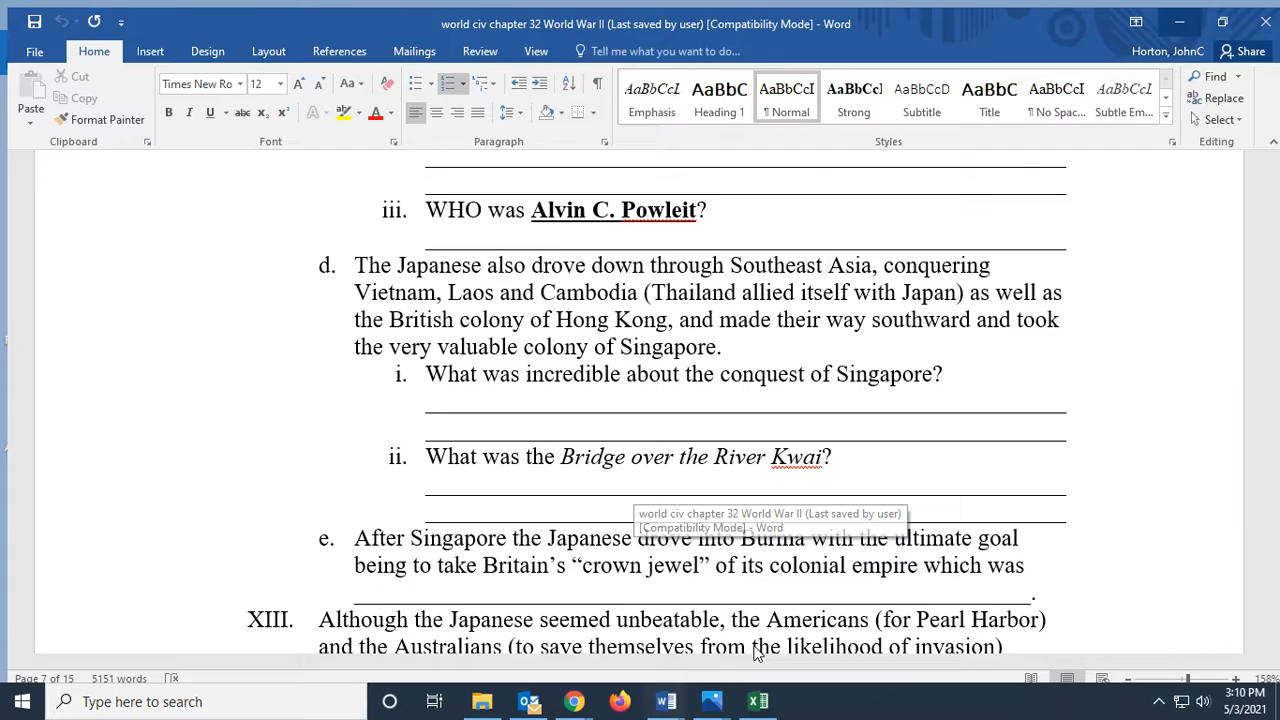 world civ chapter 32 World War II (Last saved by user) [Compatibility Mode] - Word
File Home Insert Design Layout References Mailings Review View Tell me what you want to do... Horton, JohnC Share
Paste Cut Copy Format Painter
Times New Ro 12 A A Aa
B I U abc x₂ x² A A
AaBbCcI AaBbC AaBbCcI AaBbCcI AaBbCcD AaBbC AaBbCcI AaBbCcI
Emphasis Heading 1 ¶ Normal Strong Subtitle Title ¶ No Spac... Subtle Em...
Find Replace Select
Clipboard Font Paragraph Styles Editing
iii. WHO was Alvin C. Powleit?
d. The Japanese also drove down through Southeast Asia, conquering
Vietnam, Laos and Cambodia (Thailand allied itself with Japan) as well as
the British colony of Hong Kong, and made their way southward and took
the very valuable colony of Singapore.
i. What was incredible about the conquest of Singapore?
ii. What was the Bridge over the River Kwai?
world civ chapter 32 World War II (Last saved by user)
[Compatibility Mode] - Word
e. After Singapore the Japanese drove into Burma with the ultimate goal
being to take Britain’s “crown jewel” of its colonial empire which was
.
XIII. Although the Japanese seemed unbeatable, the Americans (for Pearl Harbor)
and the Australians (to save themselves from the likelihood of invasion)
Page 7 of 15 5151 words 158%
Type here to search
3:10 PM
5/3/2021